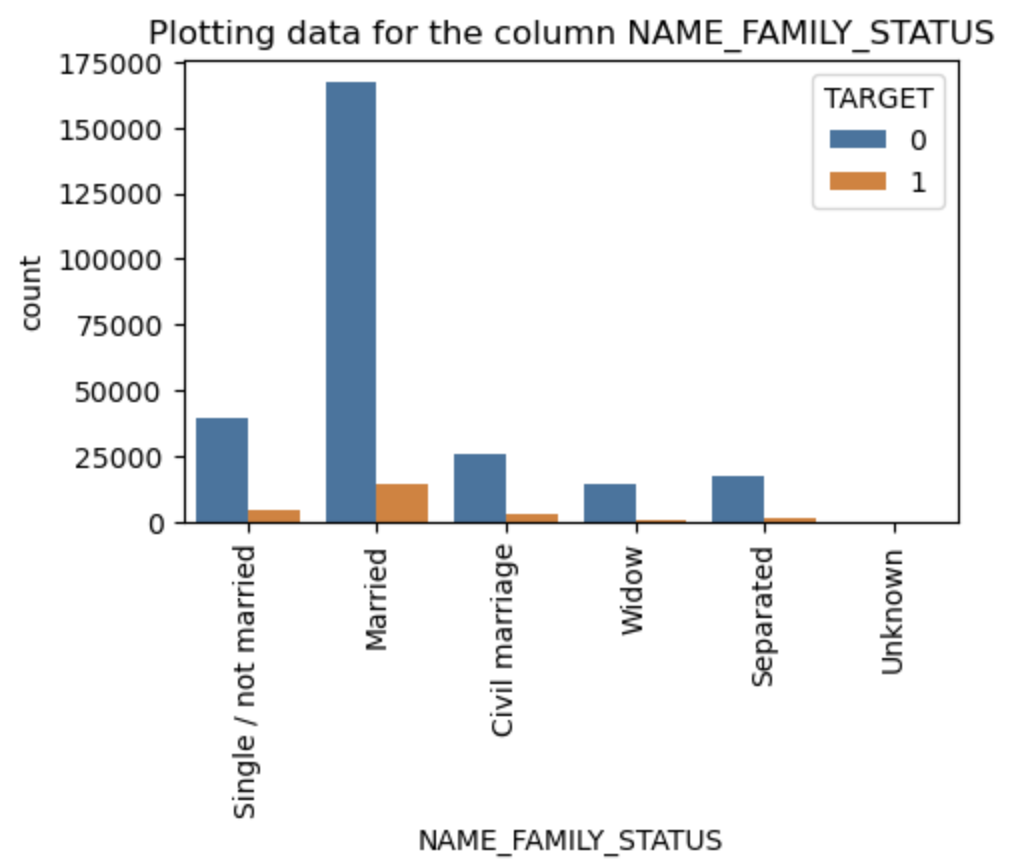 Plotting data for the column NAME_FAMILY_STATUS
175000
150000
125000
100000
75000
50000
25000
0
count
TARGET
0
1
Single / not married
Married
Civil marriage
Widow
Separated
Unknown
NAME_FAMILY_STATUS